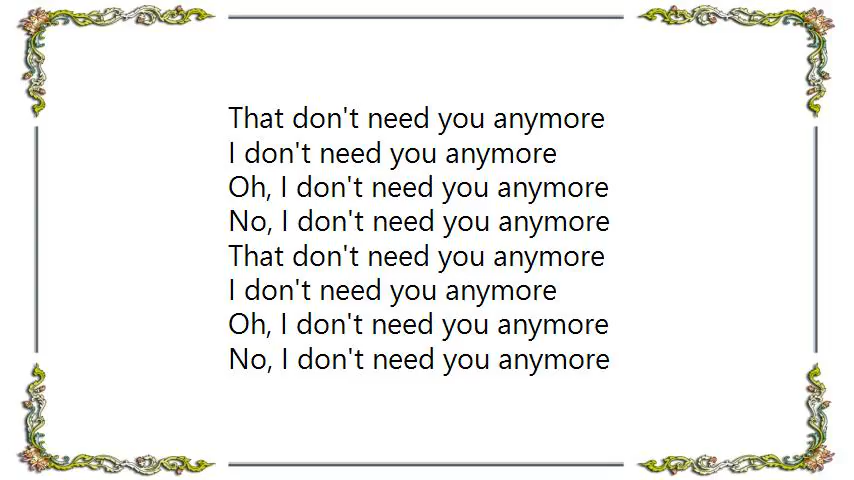 That don't need you anymore
I don't need you anymore
Oh, I don't need you anymore
No, I don't need you anymore
That don't need you anymore
I don't need you anymore
Oh, I don't need you anymore
No, I don't need you anymore